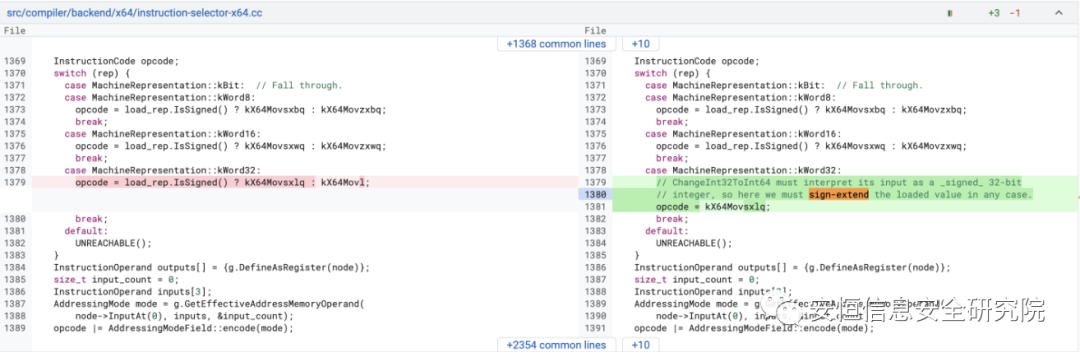 src/compiler/backend/x64/instruction-selector-x64.cc
+3 -1
File
File
+1368 common lines
+10
1369 InstructionCode opcode;
1370 switch (rep) {
1371 case MachineRepresentation::kBit: // Fall through.
1372 case MachineRepresentation::kWord8:
1373 opcode = load_rep.IsSigned() ? kX64Movsxbq : kX64Movzxbq;
1374 break;
1375 case MachineRepresentation::kWord16:
1376 opcode = load_rep.IsSigned() ? kX64Movsxwq : kX64Movzxwq;
1377 break;
1378 case MachineRepresentation::kWord32:
1379 opcode = load_rep.IsSigned() ? kX64Movsxlq : kX64Movl;
1380 break;
1381 default:
1382 UNREACHABLE();
1383 }
1384 InstructionOperand outputs[] = {g.DefineAsRegister(node)};
1385 size_t input_count = 0;
1386 InstructionOperand inputs[3];
1387 AddressingMode mode = g.GetEffectiveAddressMemoryOperand(
1388 node->InputAt(0), inputs, &input_count);
1389 opcode |= AddressingModeField::encode(mode);
1369 InstructionCode opcode;
1370 switch (rep) {
1371 case MachineRepresentation::kBit: // Fall through.
1372 case MachineRepresentation::kWord8:
1373 opcode = load_rep.IsSigned() ? kX64Movsxbq : kX64Movzxbq;
1374 break;
1375 case MachineRepresentation::kWord16:
1376 opcode = load_rep.IsSigned() ? kX64Movsxwq : kX64Movzxwq;
1377 break;
1378 case MachineRepresentation::kWord32:
1379 // ChangeInt32ToInt64 must interpret its input as a _signed_ 32-bit
1380 // integer, so here we must sign-extend the loaded value in any case.
1381 opcode = kX64Movsxlq;
1382 break;
1383 default:
1384 UNREACHABLE();
1385 }
1386 InstructionOperand outputs[] = {g.DefineAsRegister(node)};
1387 size_t input_count = 0;
1388 InstructionOperand
1389 AddressingMode mode =
1390 node->InputAt(0),
1391 opcode |= AddressingModeField::encode(mode);
安恒信息安全研究院
+2354 common lines
+10